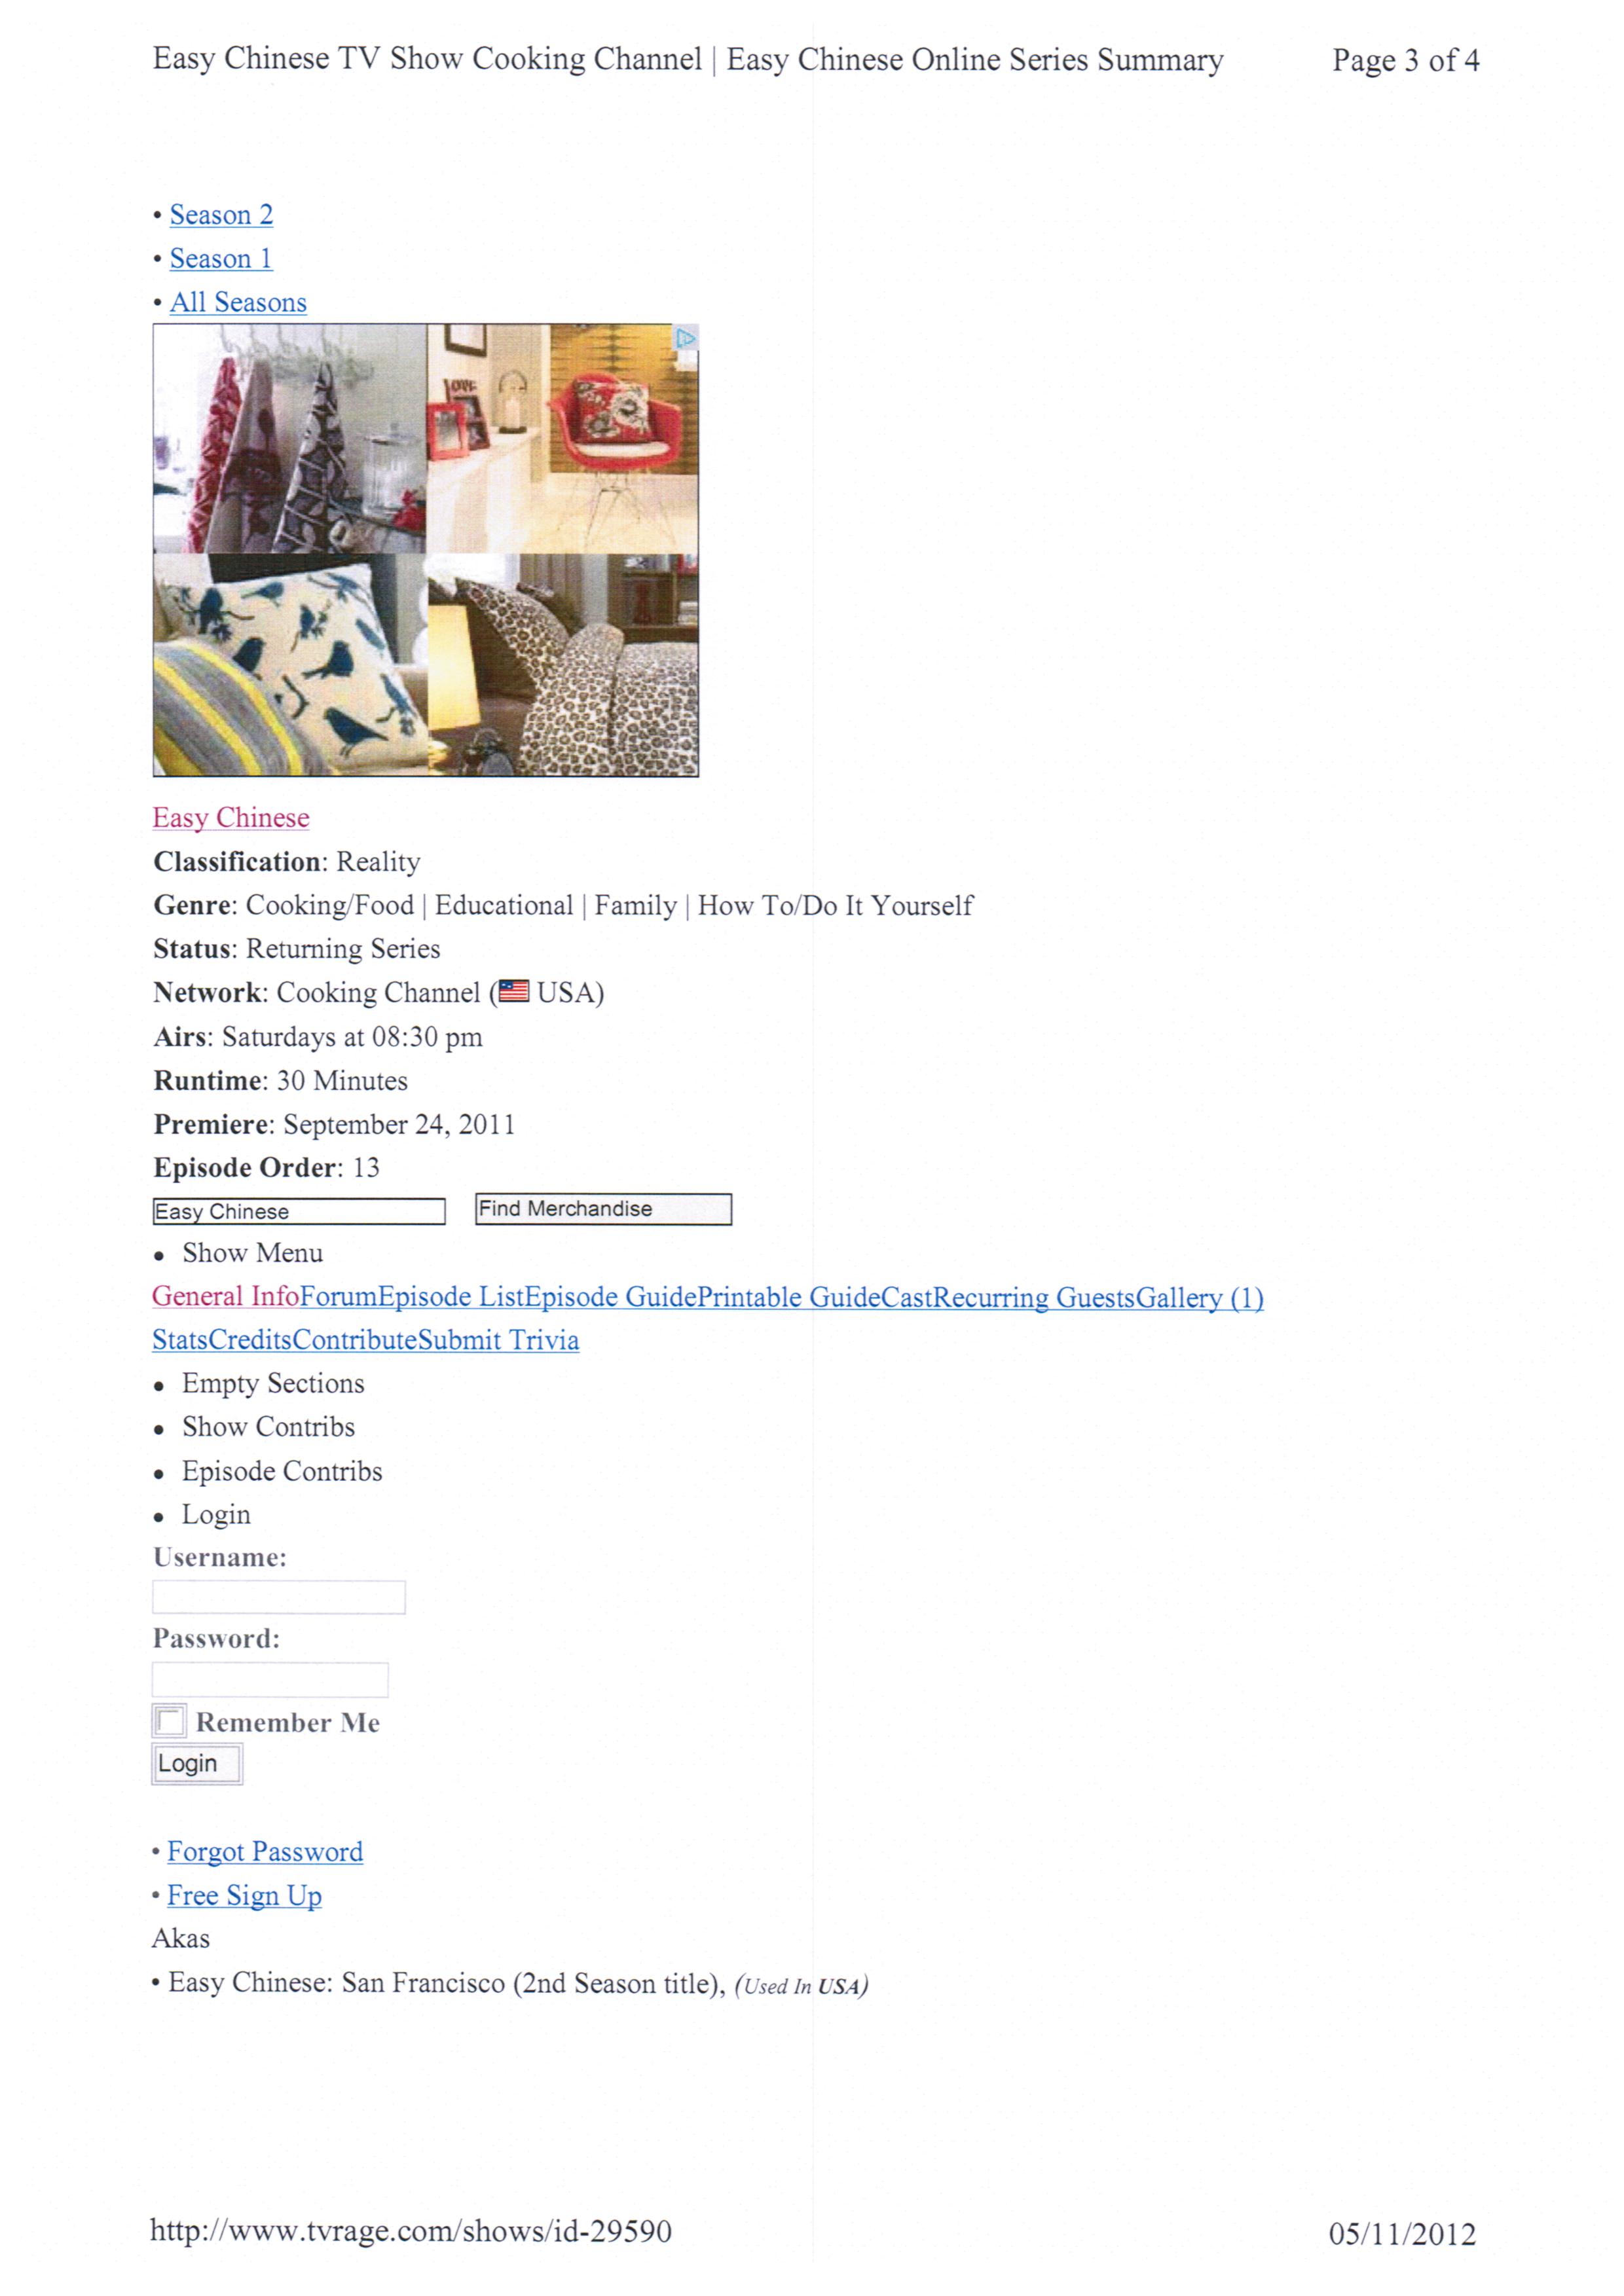 Easy Chinese TV Show Cooking Channel | Easy Chinese Online Series Summary Page 3 of 4
• Season 2
• Season 1
• All Seasons
LOVE
Easy Chinese
Classification: Reality
Genre: Cooking/Food | Educational | Family | How To/Do It Yourself
Status: Returning Series
Network: Cooking Channel (USA)
Airs: Saturdays at 08:30 pm
Runtime: 30 Minutes
Premiere: September 24, 2011
Episode Order: 13
Easy Chinese Find Merchandise
• Show Menu
General InfoForumEpisode ListEpisode GuidePrintable GuideCastRecurring GuestsGallery (1)
StatsCreditsContributeSubmit Trivia
• Empty Sections
• Show Contribs
• Episode Contribs
• Login
Username:
Password:
Remember Me
Login
• Forgot Password
• Free Sign Up
Akas
• Easy Chinese: San Francisco (2nd Season title), (Used In USA)
http://www.tvrage.com/shows/id-29590 05/11/2012